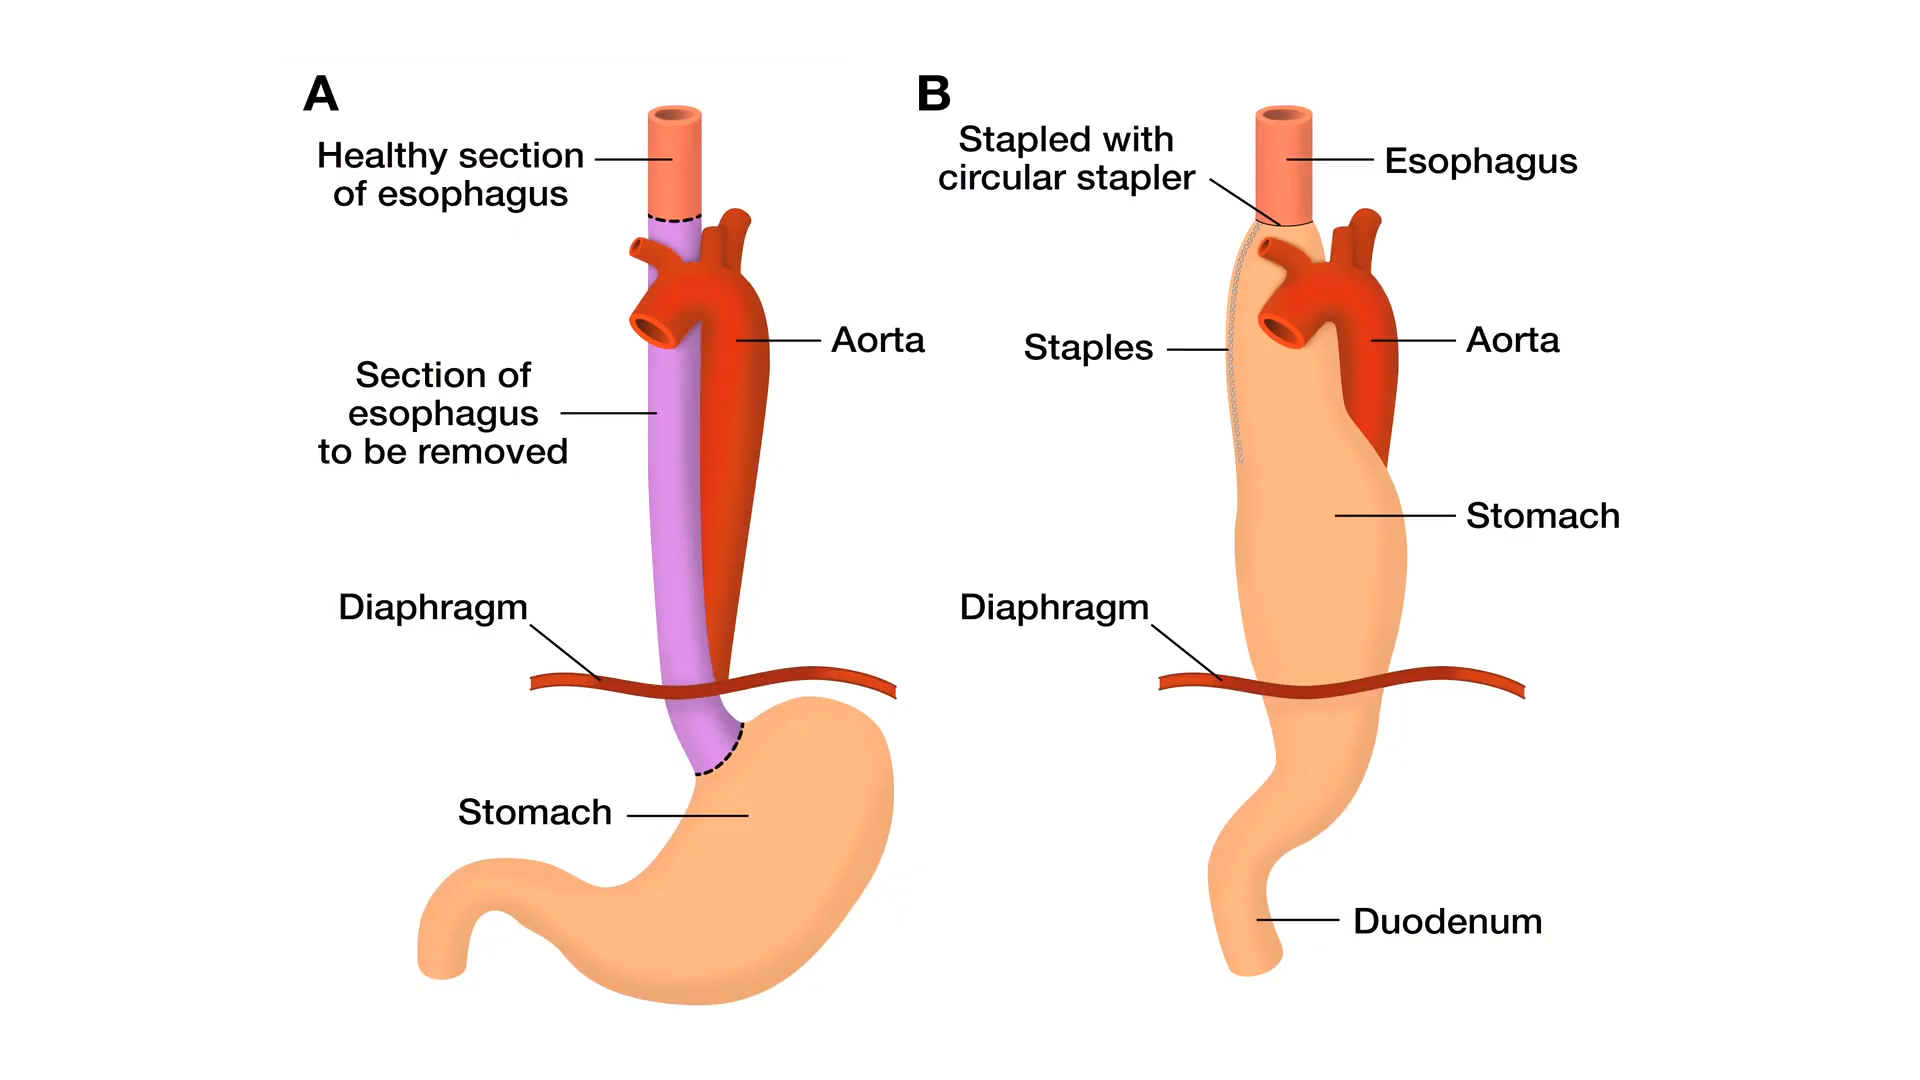 A
Healthy section
of esophagus
Aorta
Section of
esophagus
to be removed
Diaphragm
Stomach
B
Stapled with
circular stapler
Esophagus
Staples
Aorta
Stomach
Diaphragm
Duodenum